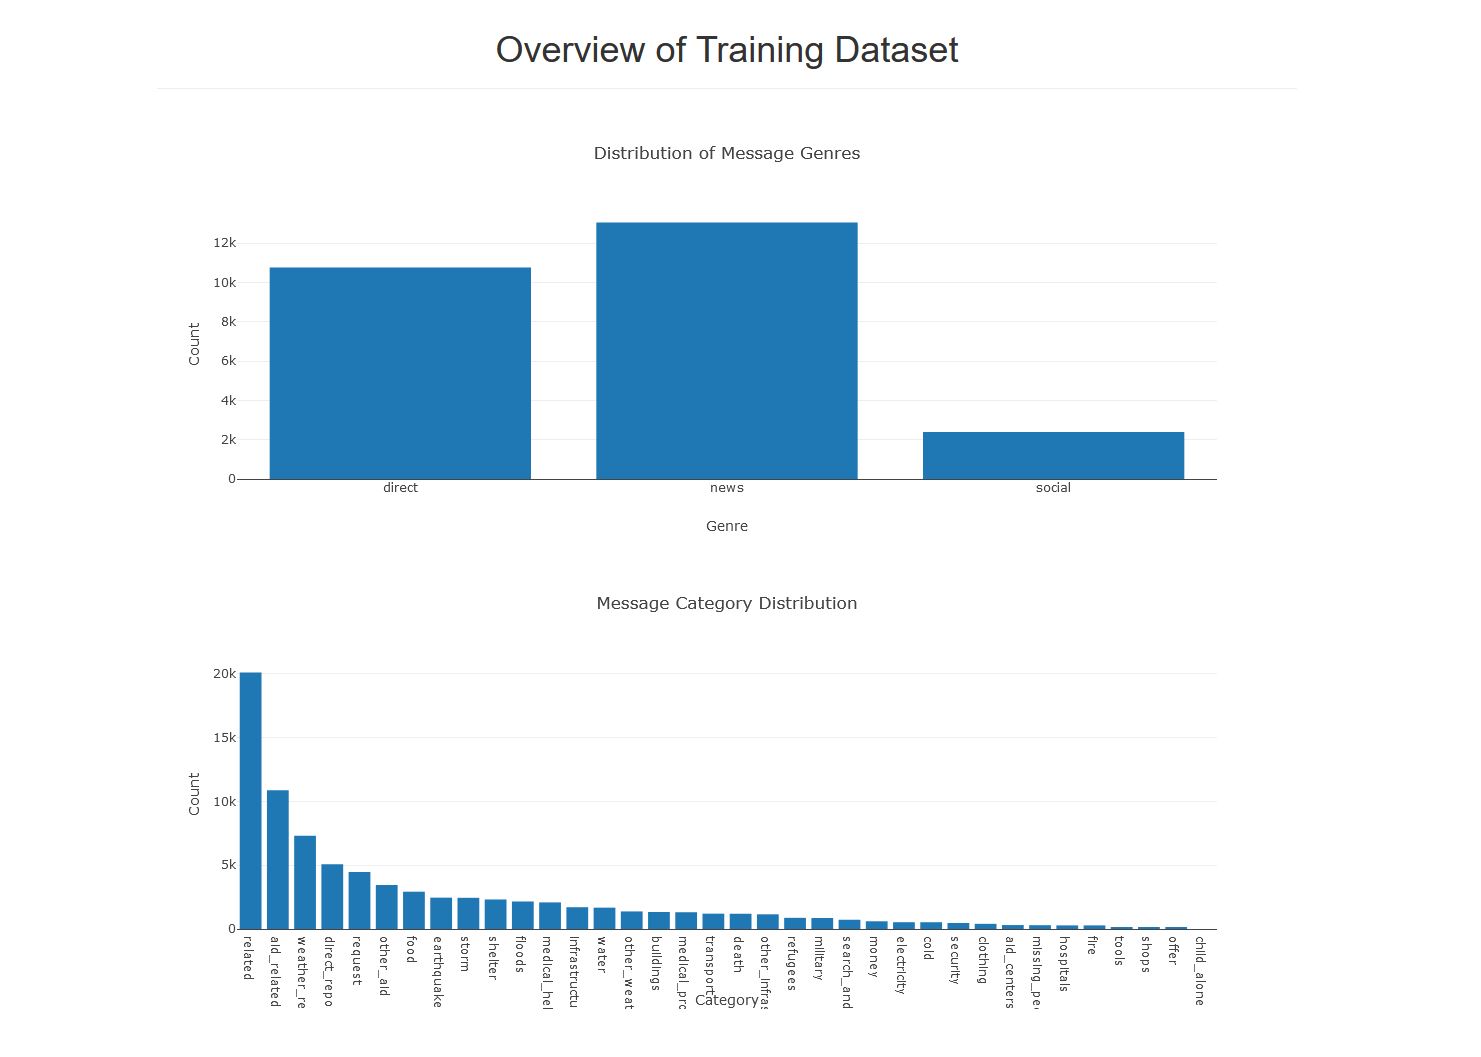 Overview of Training Dataset
Distribution of Message Genres
12k
10k
8k
6k
4k
2k
0
Count
direct
news
social
Genre
Message Category Distribution
20k
15k
10k
5k
0
Count
related
aid_related
weather_re
direct_repo
request
other_aid
food
earthquake
storm
shelter
floods
medical_hel
infrastructu
water
other_weat
buildings
medical_pro
transport
death
other_infras
refugees
military
search_and
money
electricity
cold
security
clothing
aid_centers
missing_peo
hospitals
fire
tools
shops
offer
child_alone
Category